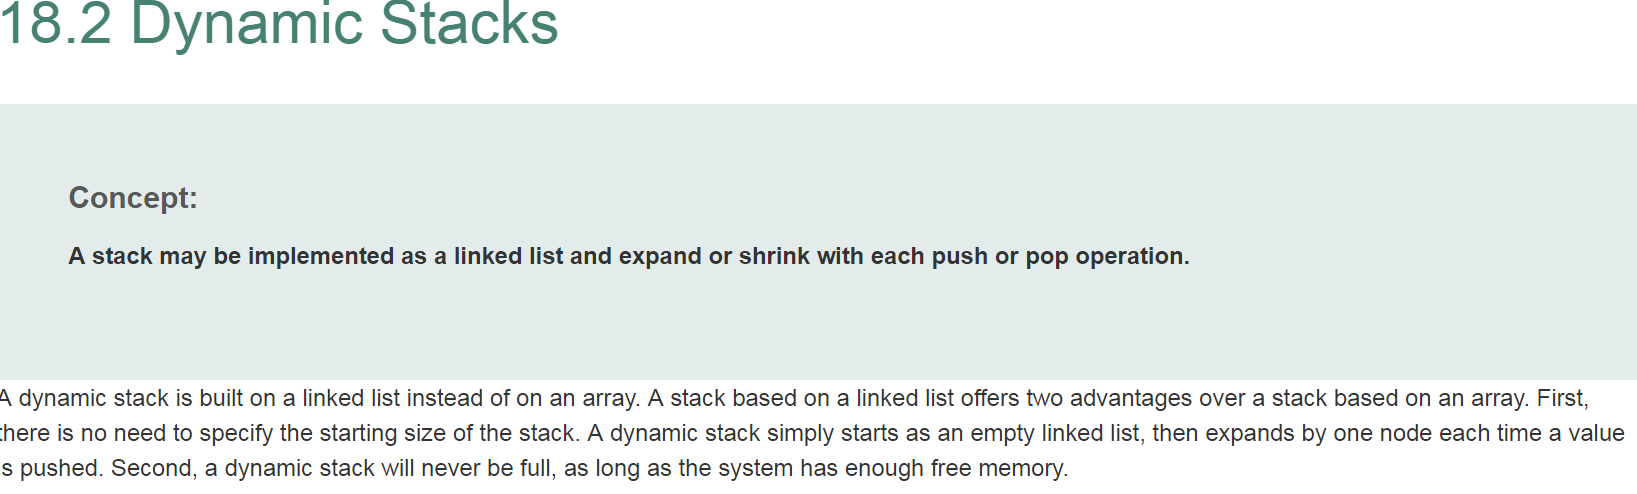 18.2 Dynamic Stacks
Concept:
A stack may be implemented as a linked list and expand or shrink with each push or pop operation.
A dynamic stack is built on a linked list instead of on an array. A stack based on a linked list offers two advantages over a stack based on an array. First,
there is no need to specify the starting size of the stack. A dynamic stack simply starts as an empty linked list, then expands by one node each time a value
is pushed. Second, a dynamic stack will never be full, as long as the system has enough free memory.